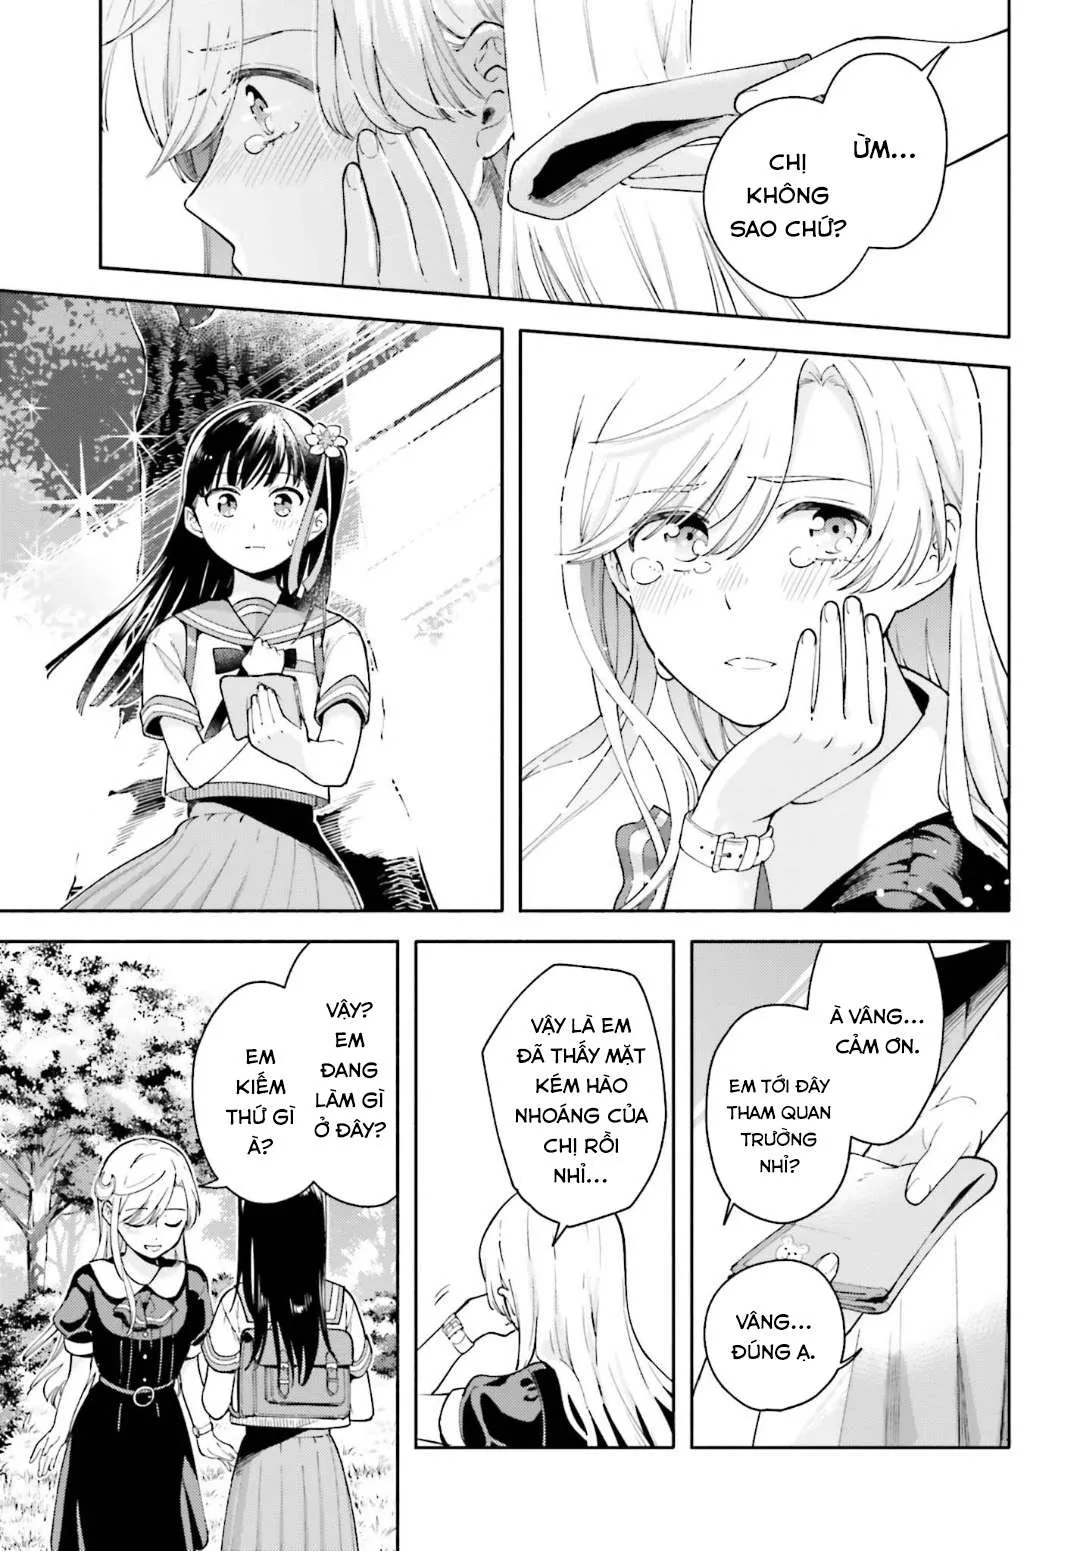 ỪM...
CHỊ
KHÔNG
SAO CHỨ?
À VÂNG...
CẢM ƠN.
EM TỚI ĐÂY
THAM QUAN
TRƯỜNG
NHỈ?
VÂNG...
ĐÚNG Ạ.
VẬY LÀ EM
ĐÃ THẤY MẶT
KÉM HÀO
NHOÁNG CỦA
CHỊ RỒI
NHỈ...
VẬY?
EM
ĐANG
LÀM GÌ
Ở ĐÂY?
EM
KIẾM
THỨ GÌ
À?